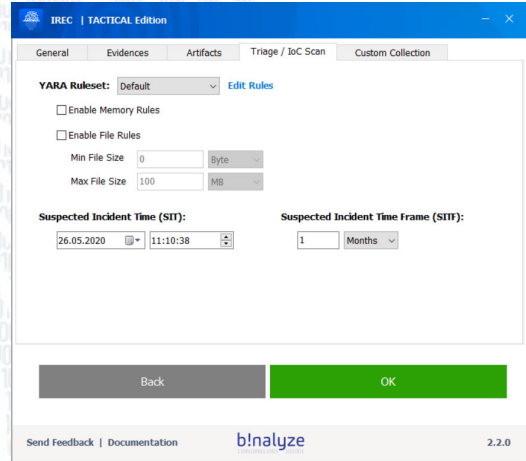 IREC | TACTICAL Edition
General Evidences Artifacts Triage / IoC Scan Custom Collection
YARA Ruleset: Default Edit Rules
Enable Memory Rules
Enable File Rules
Min File Size 0 Byte
Max File Size 100 MB
Suspected Incident Time (SIT): Suspected Incident Time Frame (SITF):
26.05.2020 11:10:38 1 Months
Back OK
Send Feedback | Documentation b!nalyze 2.2.0